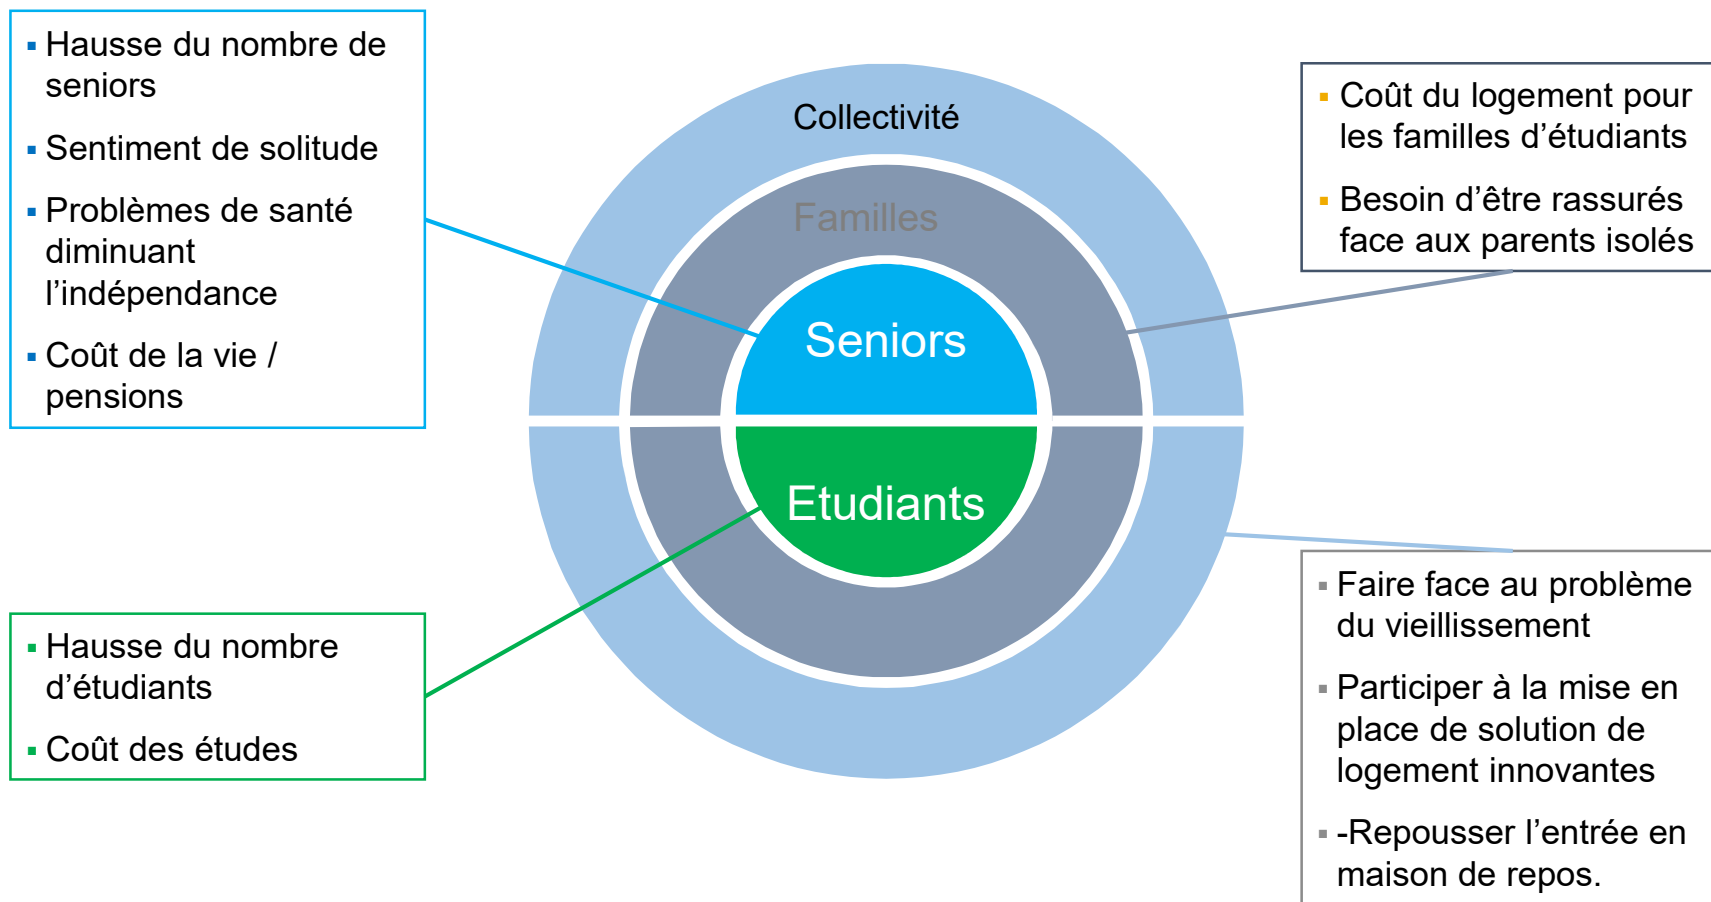 ▪ Hausse du nombre de
seniors
▪ Sentiment de solitude
▪ Problèmes de santé
diminuant
l’indépendance
▪ Coût de la vie /
pensions
Collectivité
Familles
Seniors
Etudiants
▪ Coût du logement pour
les familles d’étudiants
▪ Besoin d’être rassurés
face aux parents isolés
▪ Hausse du nombre
d’étudiants
▪ Coût des études
▪ Faire face au problème
du vieillissement
▪ Participer à la mise en
place de solution de
logement innovantes
▪ -Repousser l’entrée en
maison de repos.